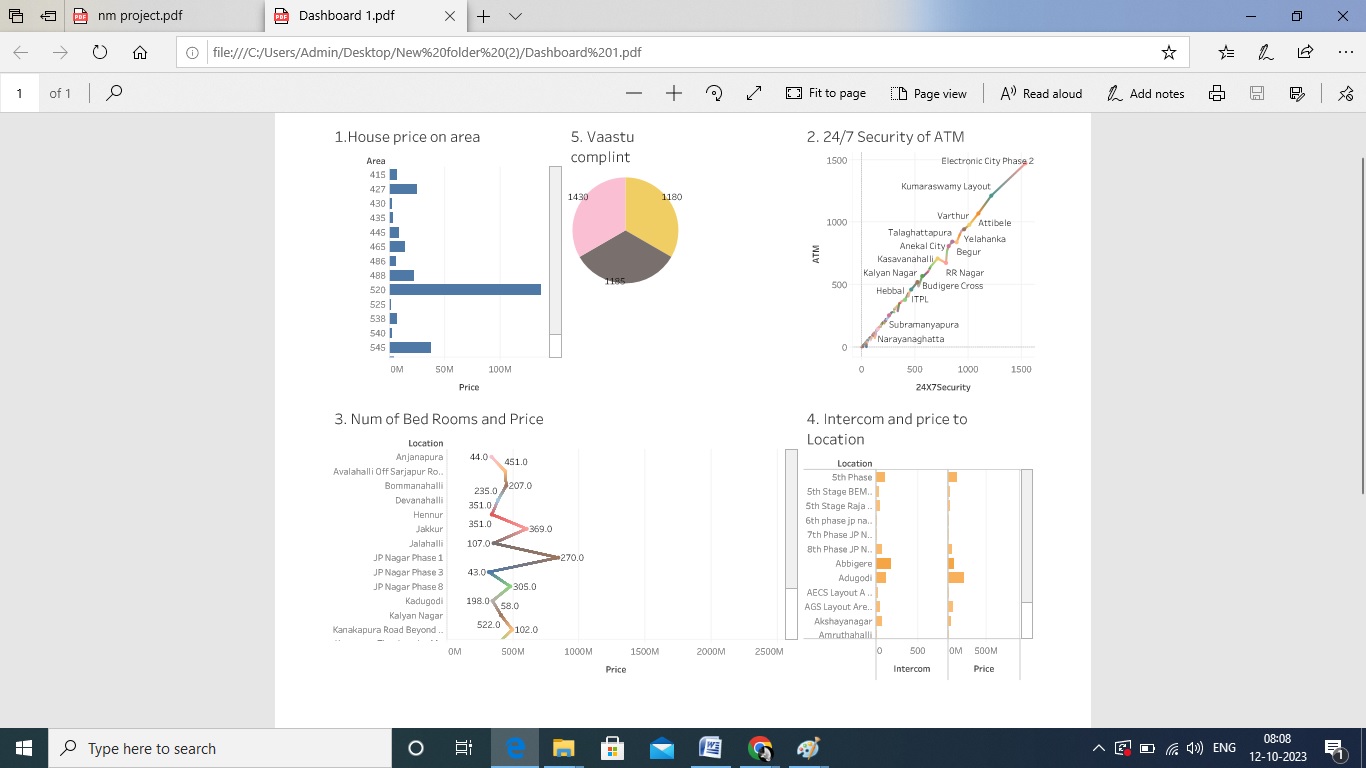 nm project.pdf
Dashboard 1.pdf
file:///C:/Users/Admin/Desktop/New%20folder%20(2)/Dashboard%201.pdf
1 of 1
Fit to page
Page view
Read aloud
Add notes
1.House price on area
Area
415
427
430
435
445
465
486
488
520
525
538
540
545
0M 50M 100M
Price
5. Vaastu
complint
1430
1180
1185
2. 24/7 Security of ATM
1500
1000
500
0
ATM
Electronic City Phase 2
Kumaraswamy Layout
Varthur
Attibele
Talaghattapura
Yelahanka
Anekal City
Begur
Kasavanahalli
Kalyan Nagar
RR Nagar
Budigere Cross
Hebbal
ITPL
Subramanyapura
Narayanaghatta
0 500 1000 1500
24X7Security
3. Num of Bed Rooms and Price
Location
Anjanapura 44.0
451.0
Avalahalli Off Sarjapur Ro..
Bommanahalli 207.0
235.0
Devanahalli
351.0
Hennur
351.0
Jakkur 369.0
Jalahalli 107.0
JP Nagar Phase 1 270.0
JP Nagar Phase 3 43.0
JP Nagar Phase 8 305.0
Kadugodi 198.0
58.0
Kalyan Nagar
522.0
Kanakapura Road Beyond .. 102.0
0M 500M 1000M 1500M 2000M 2500M
Price
4. Intercom and price to
Location
Location
5th Phase
5th Stage BEM..
5th Stage Raja ..
6th phase jp na..
7th Phase JP N..
8th Phase JP N..
Abbigere
Adugodi
AECS Layout A ..
AGS Layout Are..
Akshayanagar
Amruthahalli
0 500 0M 500M
Intercom Price
Type here to search
ENG
08:08
12-10-2023
1